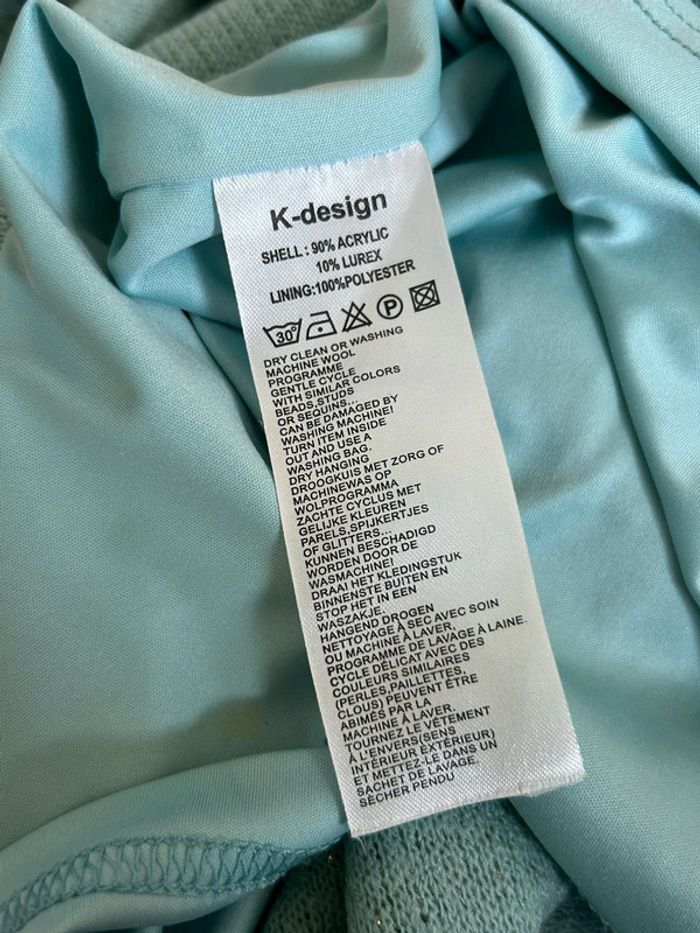 K-design
SHELL : 90% ACRYLIC
10% LUREX
LINING:100%POLYESTER
30° P
DRY CLEAN OR WASHING
MACHINE WOOL
PROGRAMME
GENTLE CYCLE
WITH SIMILAR COLORS
BEADS,STUDS
OR SEQUINS...
CAN BE DAMAGED BY
WASHING MACHINE!
TURN ITEM INSIDE
OUT AND USE A
WASHING BAG.
DRY HANGING
DROOGKUIS MET ZORG OF
MACHINEWAS OP
WOLPROGRAMMA
ZACHTE CYCLUS MET
GELIJKE KLEUREN
PARELS,SPIJKERTJES
OF GLITTERS...
KUNNEN BESCHADIGD
WORDEN DOOR DE
WASMACHINE!
DRAAI HET KLEDINGSTUK
BINNENSTE BUITEN EN
STOP HET IN EEN
WASZAKJE.
HANGEND DROGEN
NETTOYAGE À SEC AVEC SOIN
OU MACHINE À LAVER,
PROGRAMME DE LAVAGE À LAINE.
CYCLE DÉLICAT AVEC DES
COULEURS SIMILAIRES
(PERLES,PAILLETTES,
CLOUS) PEUVENT ÊTRE
ABIMÉS PAR LA
MACHINE À LAVER.
TOURNEZ LE VÊTEMENT
À L'ENVERS(SENS
INTÉRIEUR EXTÉRIEUR)
ET METTEZ-LE DANS UN
SACHET DE LAVAGE.
SÈCHER PENDU